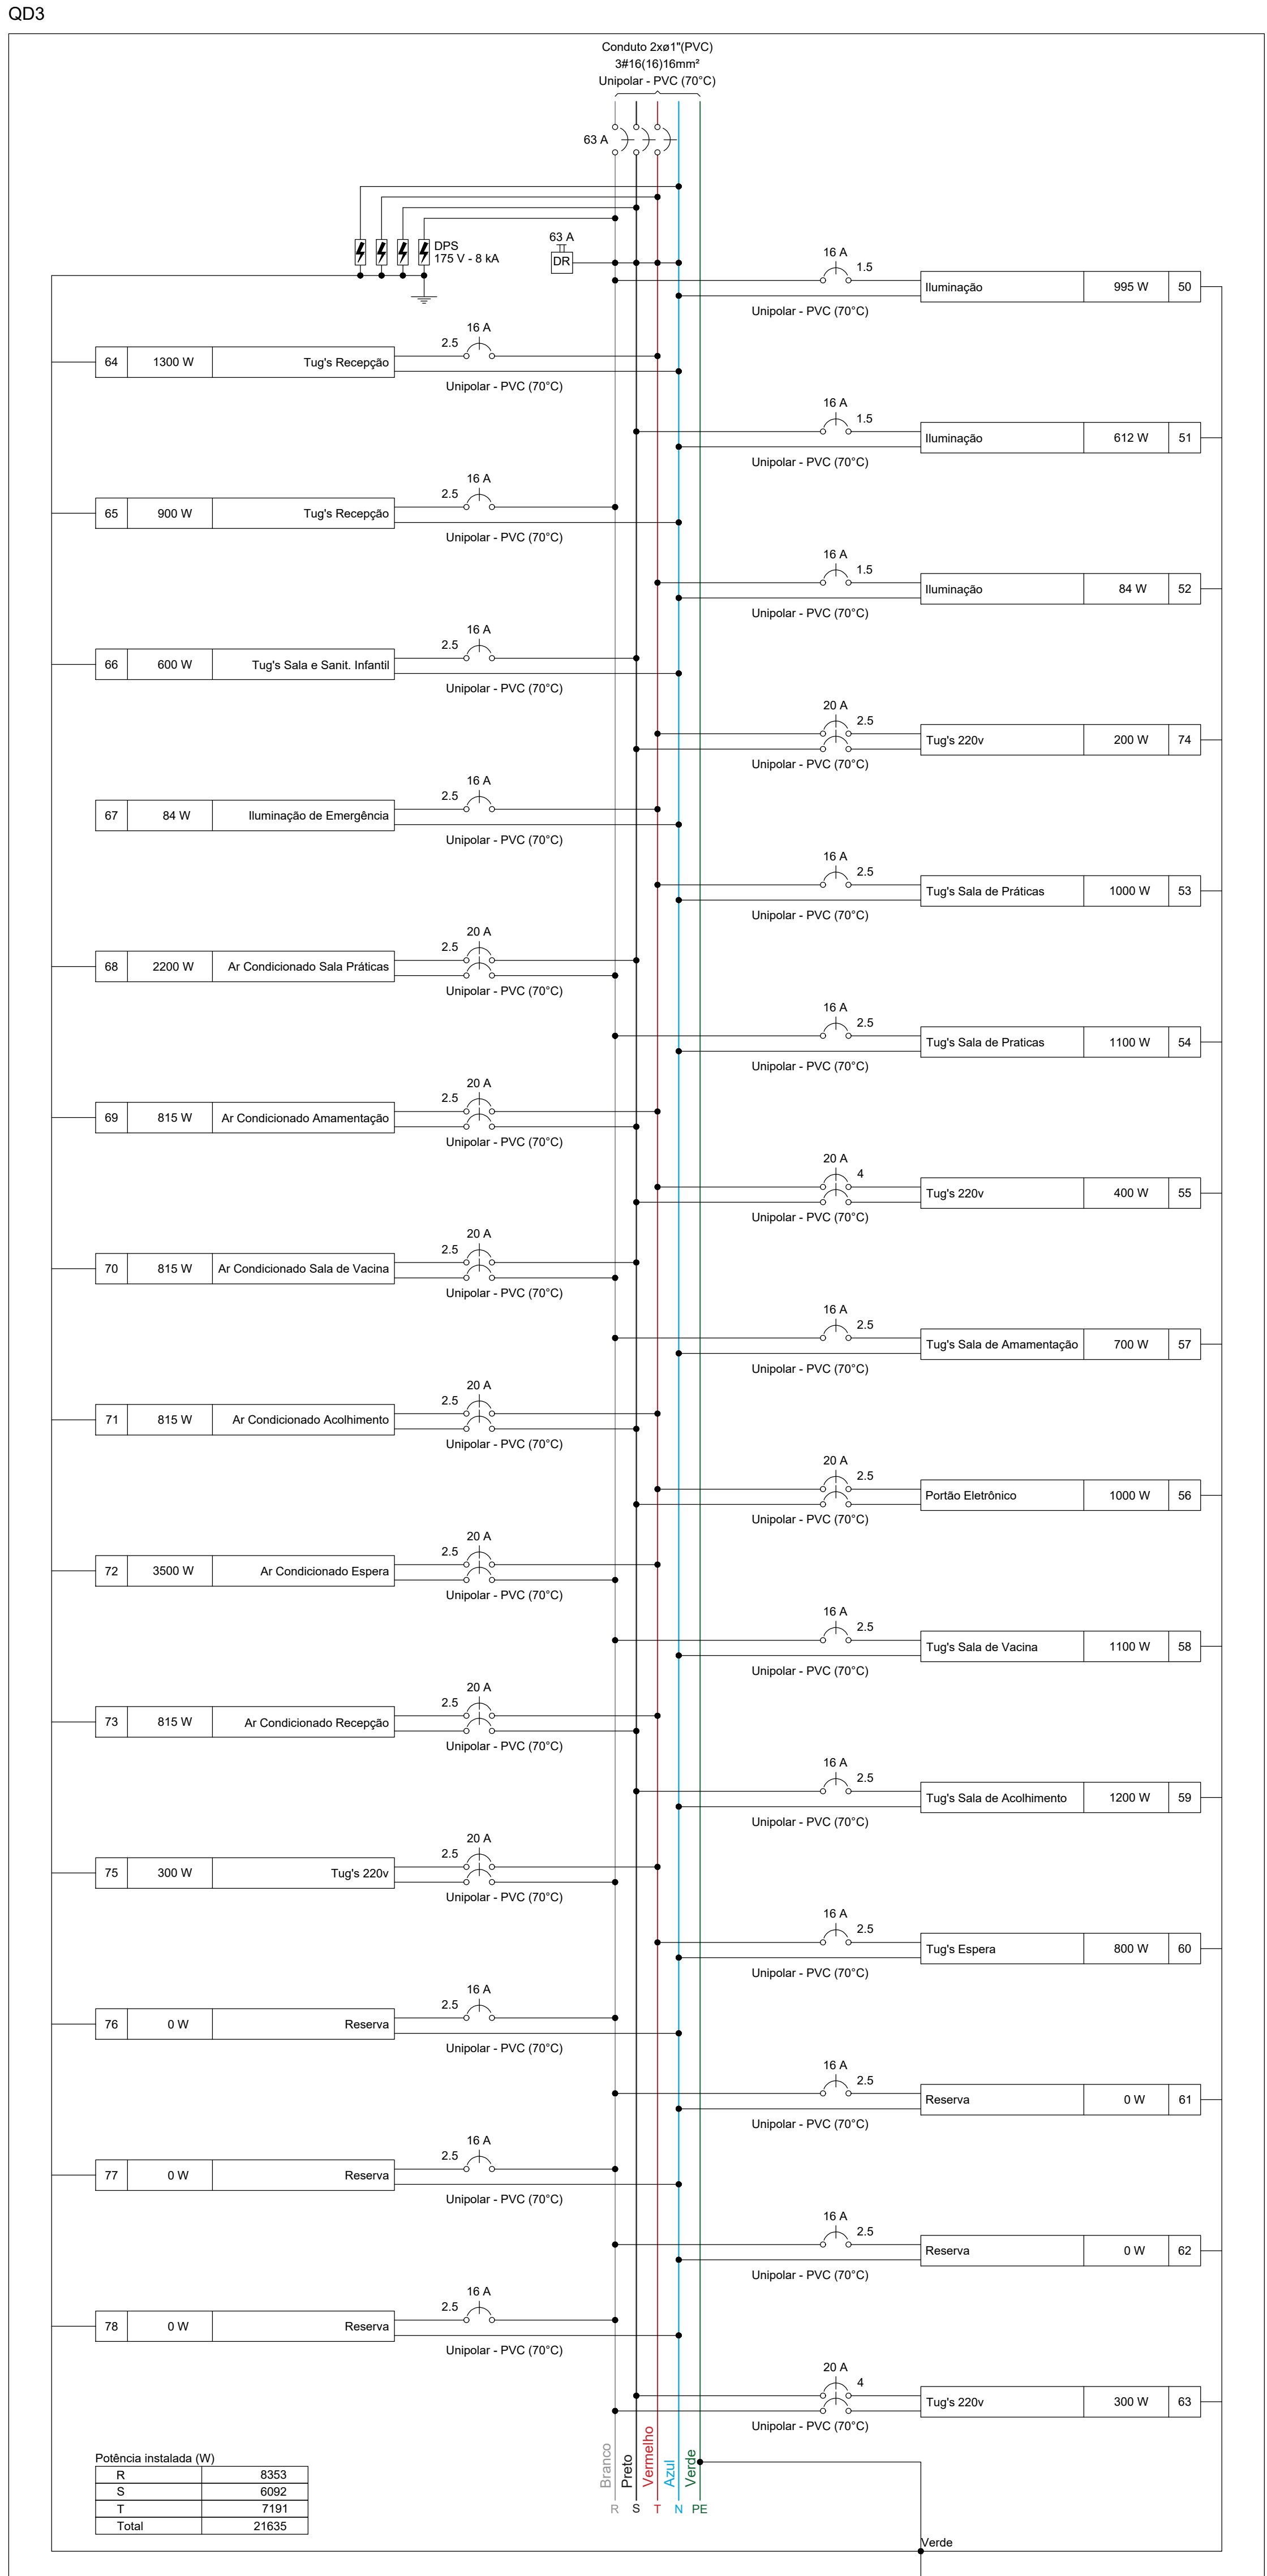 QD3
Conduto 2xø1"(PVC)
3#16(16)16mm²
Unipolar - PVC (70°C)
63 A
DPS
175 V - 8 kA
63 A
DR
16 A
1.5
Iluminação 995 W 50
Unipolar - PVC (70°C)
16 A
2.5
64 1300 W Tug's Recepção
Unipolar - PVC (70°C)
16 A
1.5
Iluminação 612 W 51
Unipolar - PVC (70°C)
16 A
2.5
65 900 W Tug's Recepção
Unipolar - PVC (70°C)
16 A
1.5
Iluminação 84 W 52
Unipolar - PVC (70°C)
16 A
2.5
66 600 W Tug's Sala e Sanit. Infantil
Unipolar - PVC (70°C)
20 A
2.5
Tug's 220v 200 W 74
Unipolar - PVC (70°C)
16 A
2.5
67 84 W Iluminação de Emergência
Unipolar - PVC (70°C)
16 A
2.5
Tug's Sala de Práticas 1000 W 53
Unipolar - PVC (70°C)
20 A
2.5
68 2200 W Ar Condicionado Sala Práticas
Unipolar - PVC (70°C)
16 A
2.5
Tug's Sala de Praticas 1100 W 54
Unipolar - PVC (70°C)
20 A
2.5
69 815 W Ar Condicionado Amamentação
Unipolar - PVC (70°C)
20 A
4
Tug's 220v 400 W 55
Unipolar - PVC (70°C)
20 A
2.5
70 815 W Ar Condicionado Sala de Vacina
Unipolar - PVC (70°C)
16 A
2.5
Tug's Sala de Amamentação 700 W 57
Unipolar - PVC (70°C)
20 A
2.5
71 815 W Ar Condicionado Acolhimento
Unipolar - PVC (70°C)
20 A
2.5
Portão Eletrônico 1000 W 56
Unipolar - PVC (70°C)
20 A
2.5
72 3500 W Ar Condicionado Espera
Unipolar - PVC (70°C)
16 A
2.5
Tug's Sala de Vacina 1100 W 58
Unipolar - PVC (70°C)
20 A
2.5
73 815 W Ar Condicionado Recepção
Unipolar - PVC (70°C)
16 A
2.5
Tug's Sala de Acolhimento 1200 W 59
Unipolar - PVC (70°C)
20 A
2.5
75 300 W Tug's 220v
Unipolar - PVC (70°C)
16 A
2.5
Tug's Espera 800 W 60
Unipolar - PVC (70°C)
16 A
2.5
76 0 W Reserva
Unipolar - PVC (70°C)
16 A
2.5
Reserva 0 W 61
Unipolar - PVC (70°C)
16 A
2.5
77 0 W Reserva
Unipolar - PVC (70°C)
16 A
2.5
Reserva 0 W 62
Unipolar - PVC (70°C)
16 A
2.5
78 0 W Reserva
Unipolar - PVC (70°C)
20 A
4
Tug's 220v 300 W 63
Unipolar - PVC (70°C)
Branco
Preto
Vermelho
Azul
Verde
R S T N PE
Potência instalada (W)
R 8353
S 6092
T 7191
Total 21635
Verde